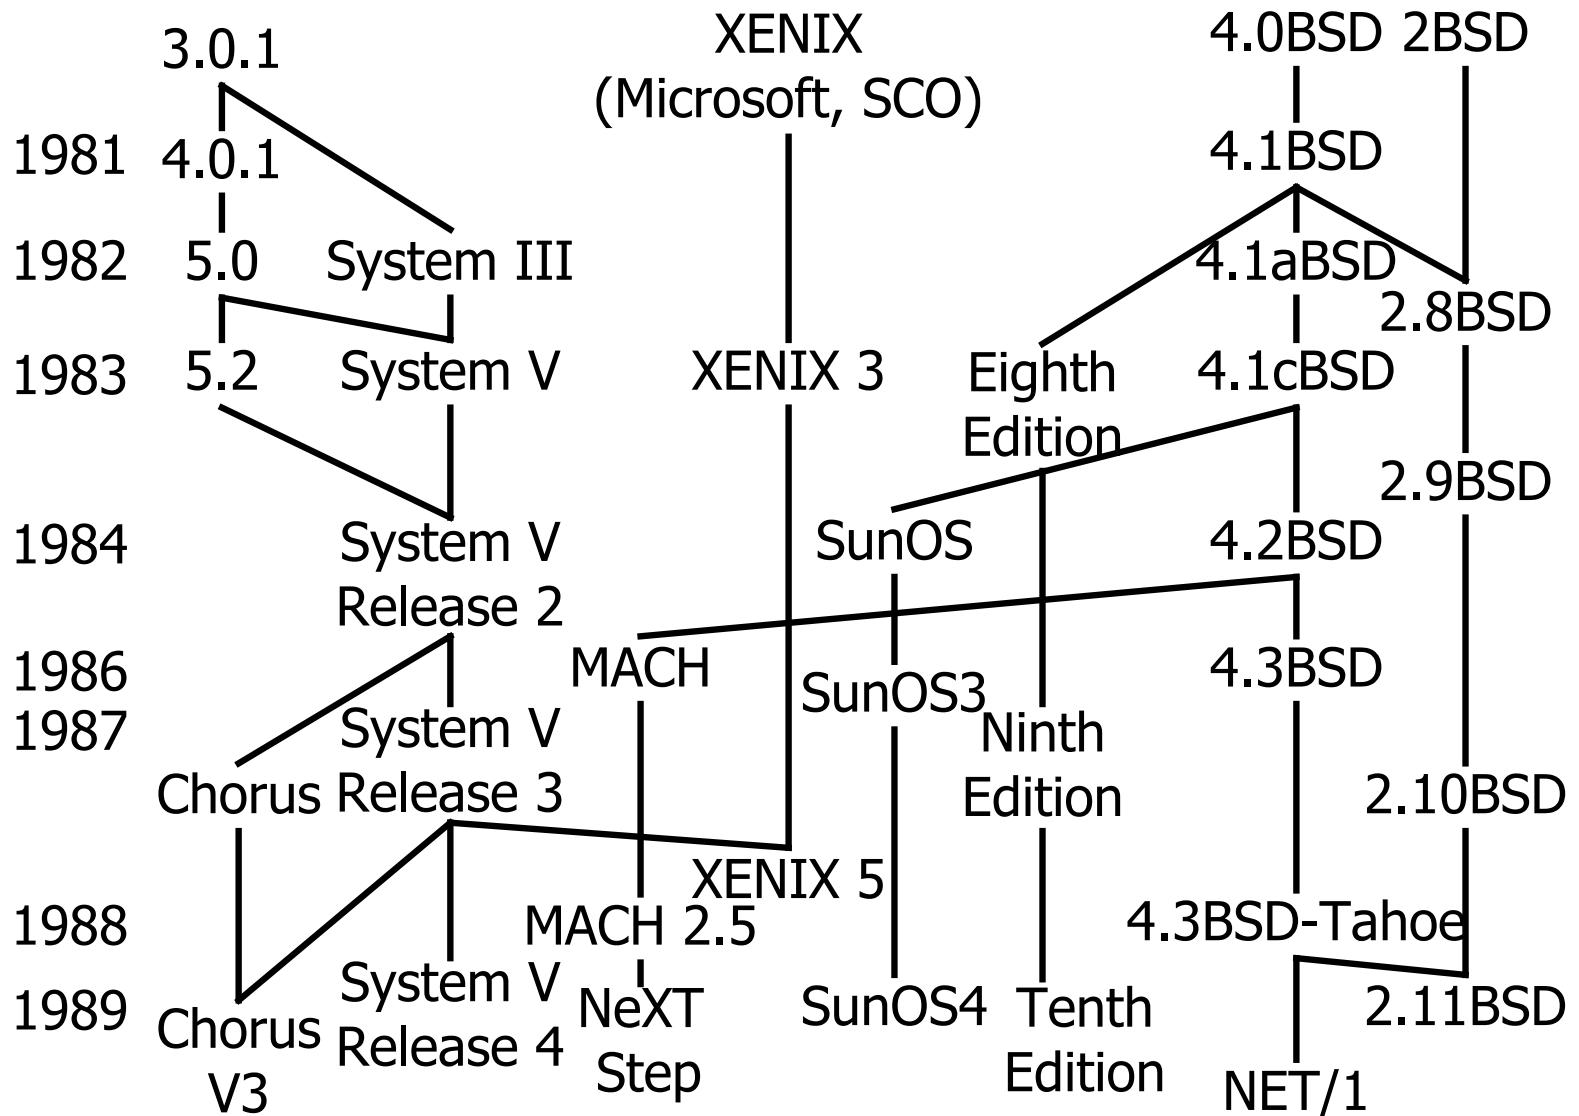 3.0.1
XENIX
(Microsoft, SCO)
4.0BSD 2BSD
1981 4.0.1
4.1BSD
1982 5.0 System III
4.1aBSD
2.8BSD
1983 5.2 System V
XENIX 3
Eighth
Edition
4.1cBSD
2.9BSD
1984
System V
Release 2
SunOS
4.2BSD
1986
MACH
SunOS3
4.3BSD
1987
System V
Release 3
Ninth
Edition
Chorus
2.10BSD
XENIX 5
1988
MACH 2.5
4.3BSD-Tahoe
1989
Chorus
V3
System V
Release 4
NeXT
Step
SunOS4
Tenth
Edition
2.11BSD
NET/1